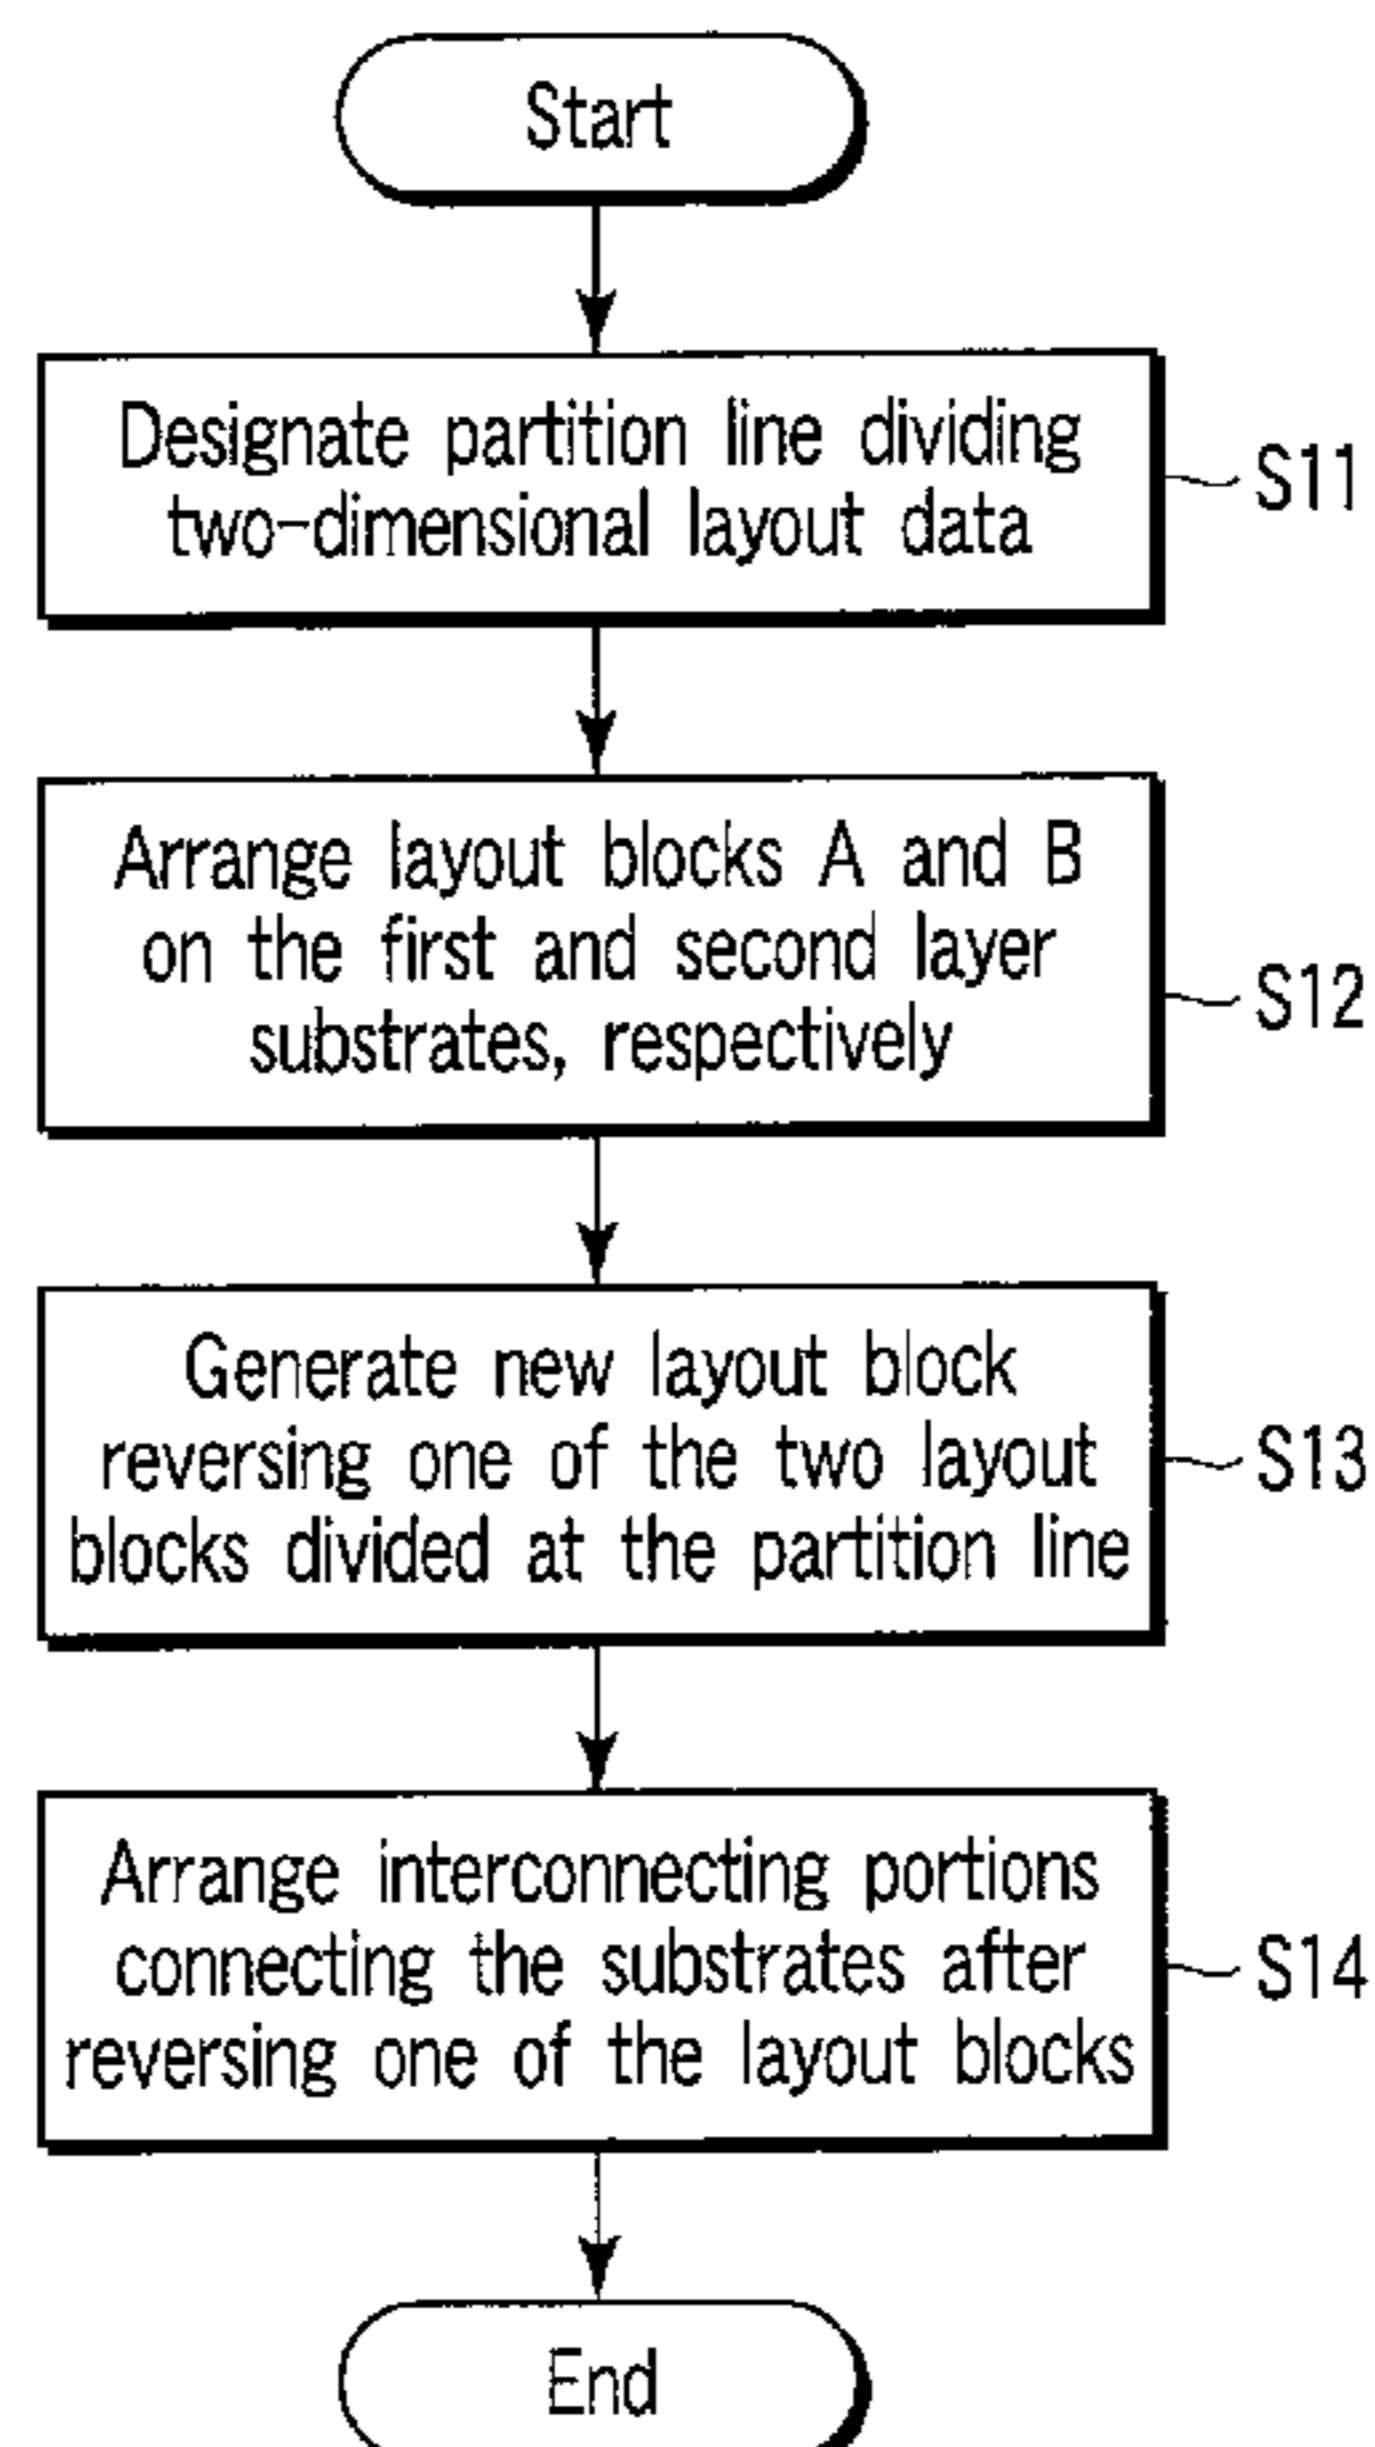 Start
Designate partition line dividing
two-dimensional layout data
S11
Arrange layout blocks A and B
on the first and second layer
substrates, respectively
S12
Generate new layout block
reversing one of the two layout
blocks divided at the partition line
S13
Arrange interconnecting portions
connecting the substrates after
reversing one of the layout blocks
S14
End